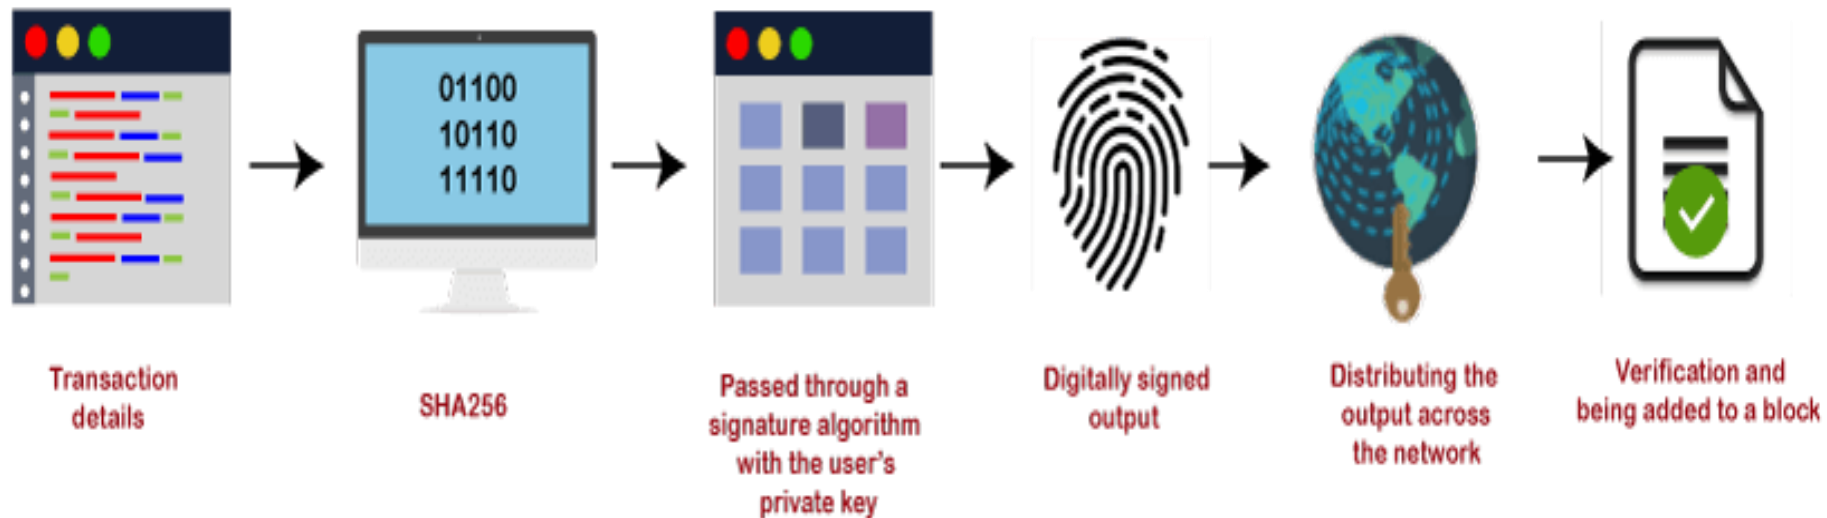 01100
10110
11110
Transaction
details
SHA256
Passed through a
signature algorithm
with the user's
private key
Digitally signed
output
Distributing the
output across
the network
Verification and
being added to a block